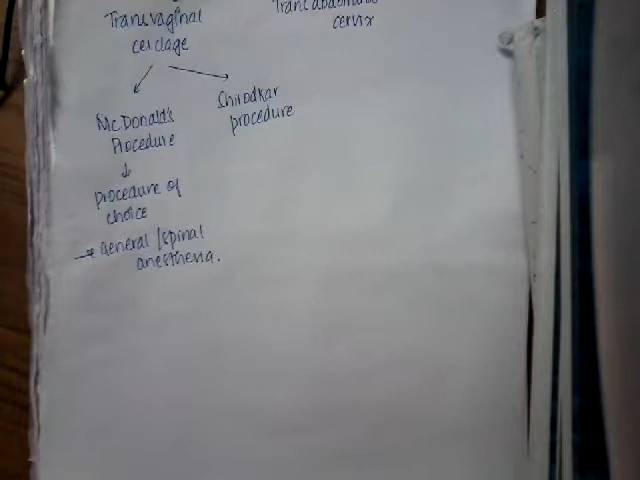 Transvaginal
cerclage
Transabdominal
cervix
McDonald's
Procedure
Shirodkar
procedure
procedure of
choice
→ General /spinal
anesthesia.